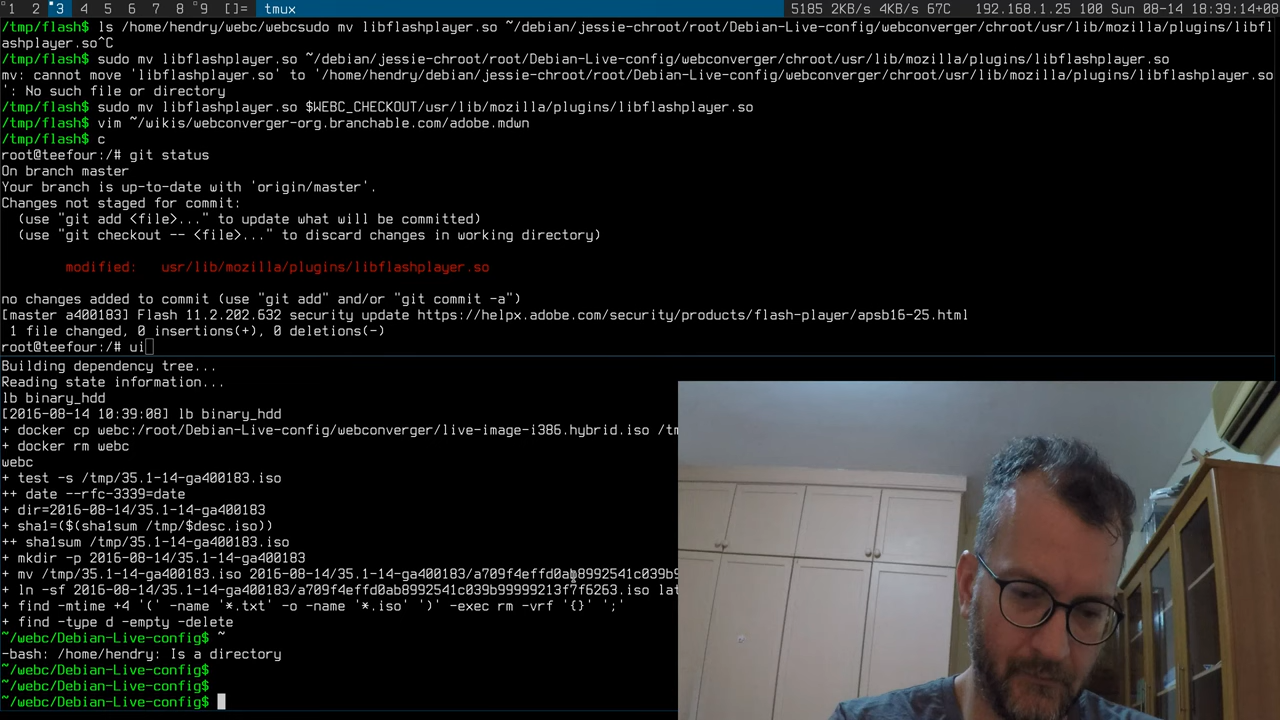 1 2 3 4 5 6 7 8 9 []= tmux 5185 2KB/s 4KB/s 67C 192.168.1.25 100 Sun 08-14 18:39:14+08
/tmp/flash$ ls /home/hendry/webc/webcsudo mv libflashplayer.so ~/debian/jessie-chroot/root/Debian-Live-config/webconverger/chroot/usr/lib/mozilla/plugins/libfl
ashplayer.so^C
/tmp/flash$ sudo mv libflashplayer.so ~/debian/jessie-chroot/root/Debian-Live-config/webconverger/chroot/usr/lib/mozilla/plugins/libflashplayer.so
mv: cannot move 'libflashplayer.so' to '/home/hendry/debian/jessie-chroot/root/Debian-Live-config/webconverger/chroot/usr/lib/mozilla/plugins/libflashplayer.so
': No such file or directory
/tmp/flash$ sudo mv libflashplayer.so $WEBC_CHECKOUT/usr/lib/mozilla/plugins/libflashplayer.so
/tmp/flash$ vim ~/wikis/webconverger-org.branchable.com/adobe.mdwn
/tmp/flash$ c
root@teefour:/# git status
On branch master
Your branch is up-to-date with 'origin/master'.
Changes not staged for commit:
(use "git add <file>..." to update what will be committed)
(use "git checkout -- <file>..." to discard changes in working directory)
modified: usr/lib/mozilla/plugins/libflashplayer.so
no changes added to commit (use "git add" and/or "git commit -a")
[master a400183] Flash 11.2.202.632 security update https://helpx.adobe.com/security/products/flash-player/apsb16-25.html
1 file changed, 0 insertions(+), 0 deletions(-)
root@teefour:/# ui
Building dependency tree...
Reading state information...
lb binary_hdd
[2016-08-14 10:39:08] lb binary_hdd
+ docker cp webc:/root/Debian-Live-config/webconverger/live-image-i386.hybrid.iso /tm
+ docker rm webc
webc
+ test -s /tmp/35.1-14-ga400183.iso
++ date --rfc-3339=date
+ dir=2016-08-14/35.1-14-ga400183
+ sha1=($(sha1sum /tmp/$desc.iso))
++ sha1sum /tmp/35.1-14-ga400183.iso
+ mkdir -p 2016-08-14/35.1-14-ga400183
+ mv /tmp/35.1-14-ga400183.iso 2016-08-14/35.1-14-ga400183/a709f4effd0ab8992541c039b9
+ ln -sf 2016-08-14/35.1-14-ga400183/a709f4effd0ab8992541c039b99999213f7f6263.iso lat
+ find -mtime +4 '(' -name '*.txt' -o -name '*.iso' ')' -exec rm -vrf '{}' ';'
+ find -type d -empty -delete
~/webc/Debian-Live-config$ ~
-bash: /home/hendry: Is a directory
~/webc/Debian-Live-config$
~/webc/Debian-Live-config$
~/webc/Debian-Live-config$